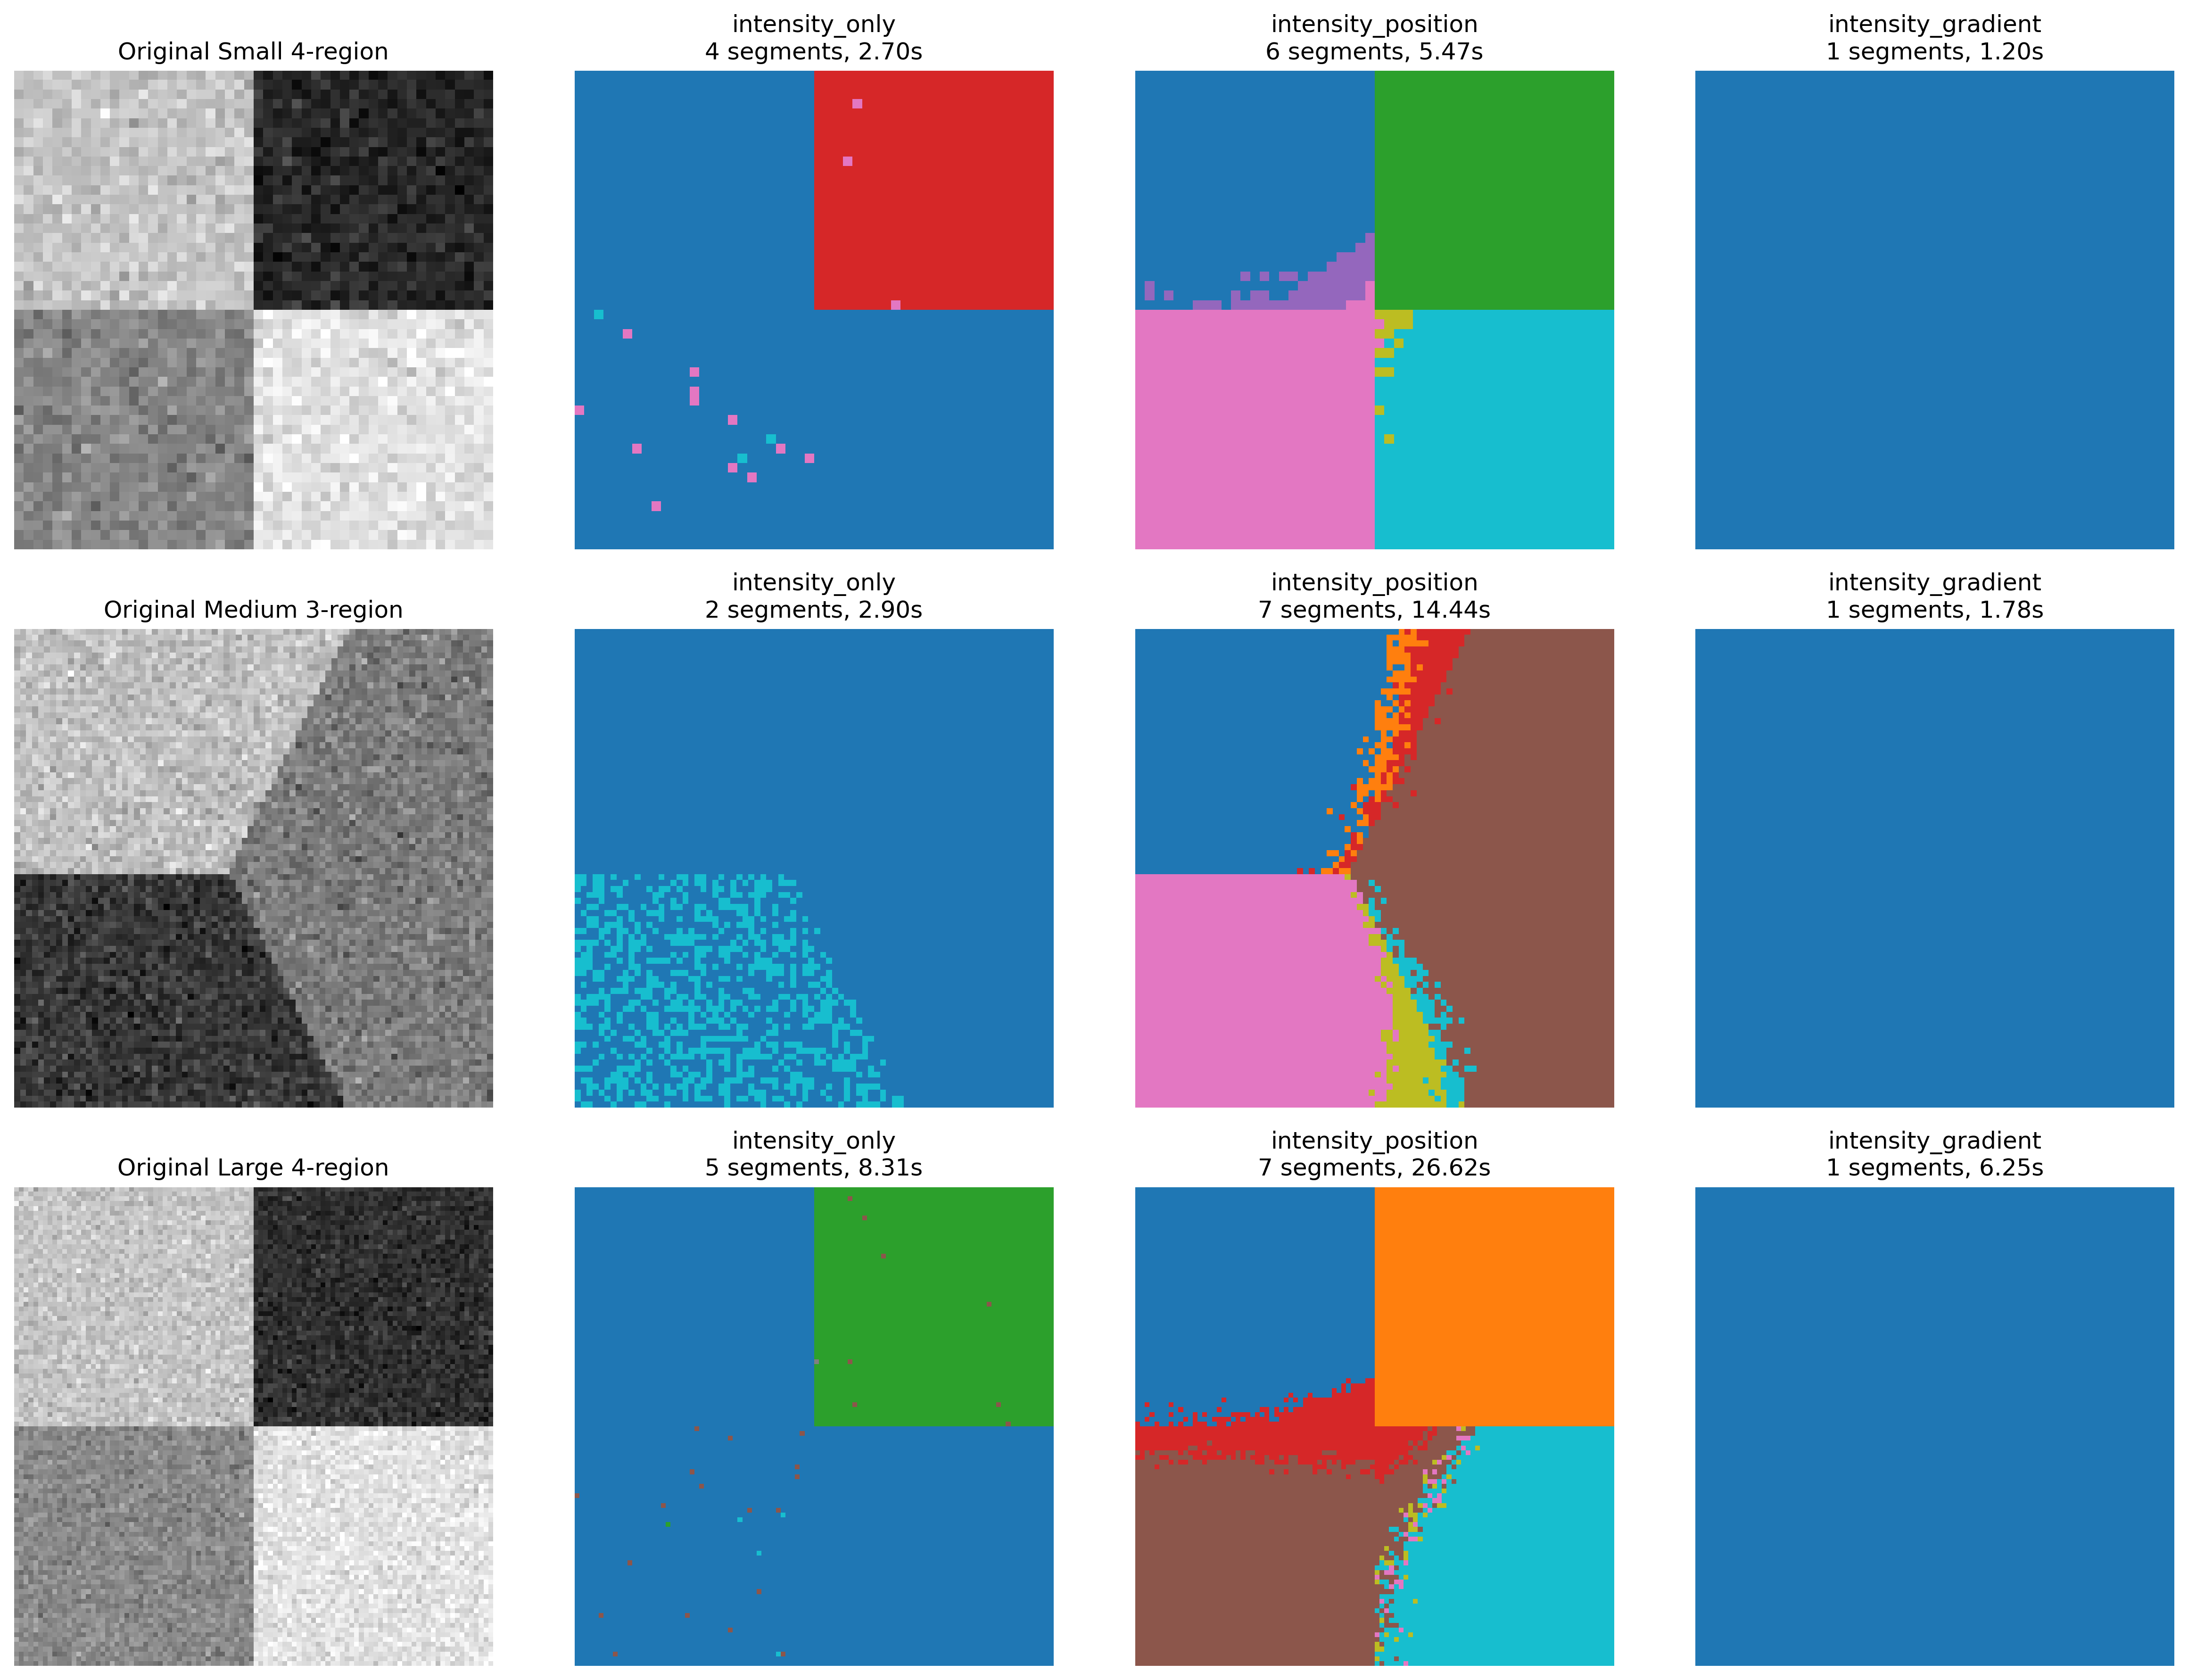 Original Small 4-region
intensity_only
4 segments, 2.70s
intensity_position
6 segments, 5.47s
intensity_gradient
1 segments, 1.20s
Original Medium 3-region
intensity_only
2 segments, 2.90s
intensity_position
7 segments, 14.44s
intensity_gradient
1 segments, 1.78s
Original Large 4-region
intensity_only
5 segments, 8.31s
intensity_position
7 segments, 26.62s
intensity_gradient
1 segments, 6.25s